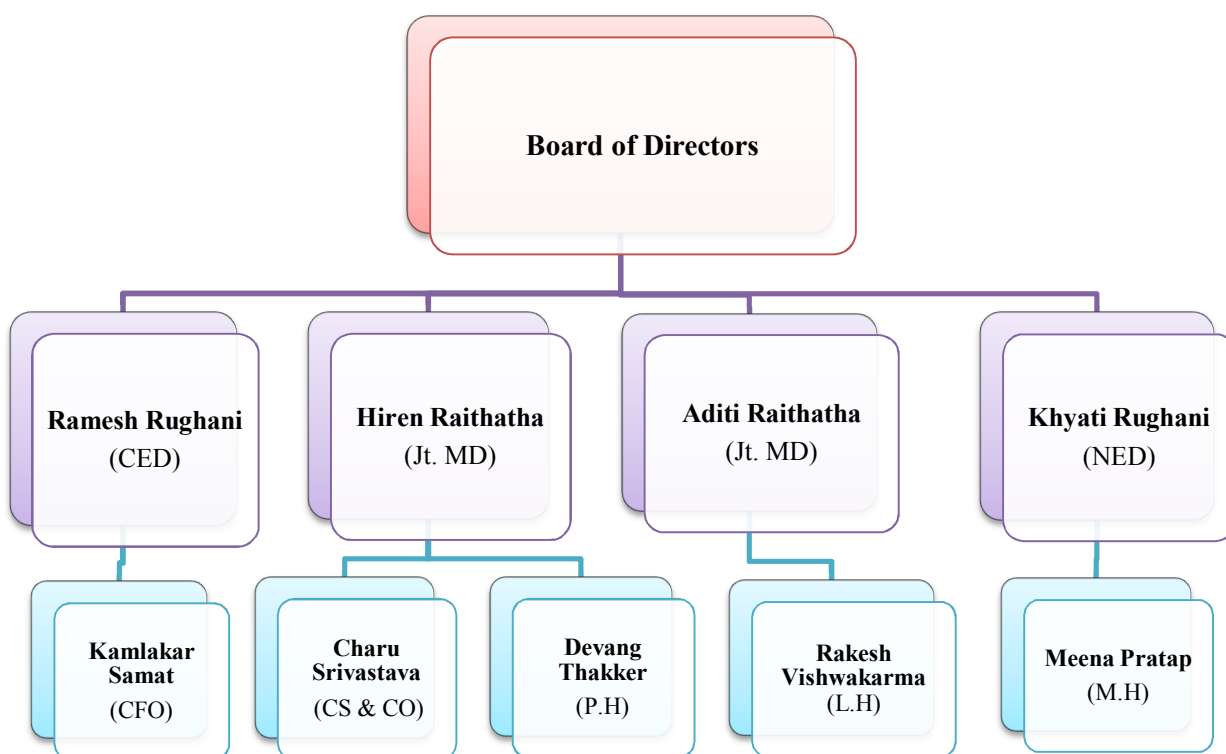 Board of Directors
Ramesh Rughani
(CED)
Hiren Raithatha
(Jt. MD)
Aditi Raithatha
(Jt. MD)
Khyati Rughani
(NED)
Kamlakar
Samat
(CFO)
Charu
Srivastava
(CS & CO)
Devang
Thakker
(P.H)
Rakesh
Vishwakarma
(L.H)
Meena Pratap
(M.H)